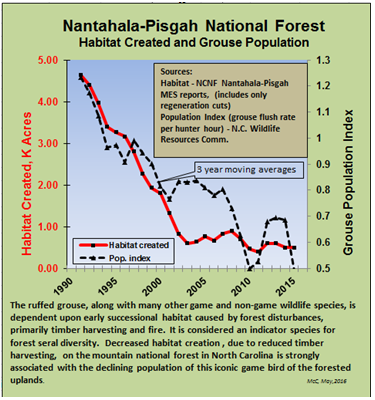 Nantahala-Pisgah National Forest
Habitat Created and Grouse Population
Habitat Created, K Acres
5.00
4.00
3.00
2.00
1.00
0.00
Sources:
Habitat - NCNF Nantahala-Pisgah
MES reports, (includes only
regeneration cuts)
Population Index (grouse flush rate
per hunter hour) - N.C. Wildlife
Resources Comm.
3 year moving averages
Habitat created
Pop. index
1.3
1.2
1.1
1
0.9
0.8
0.7
0.6
0.5
Grouse Population Index
1990
1995
2000
2005
2010
2015
The ruffed grouse, along with many other game and non-game wildlife species, is
dependent upon early successional habitat caused by forest disturbances,
primarily timber harvesting and fire. It is considered an indicator species for
forest seral diversity. Decreased habitat creation , due to reduced timber
harvesting, on the mountain national forest in North Carolina is strongly
associated with the declining population of this iconic game bird of the forested
uplands.
McC, May,2016